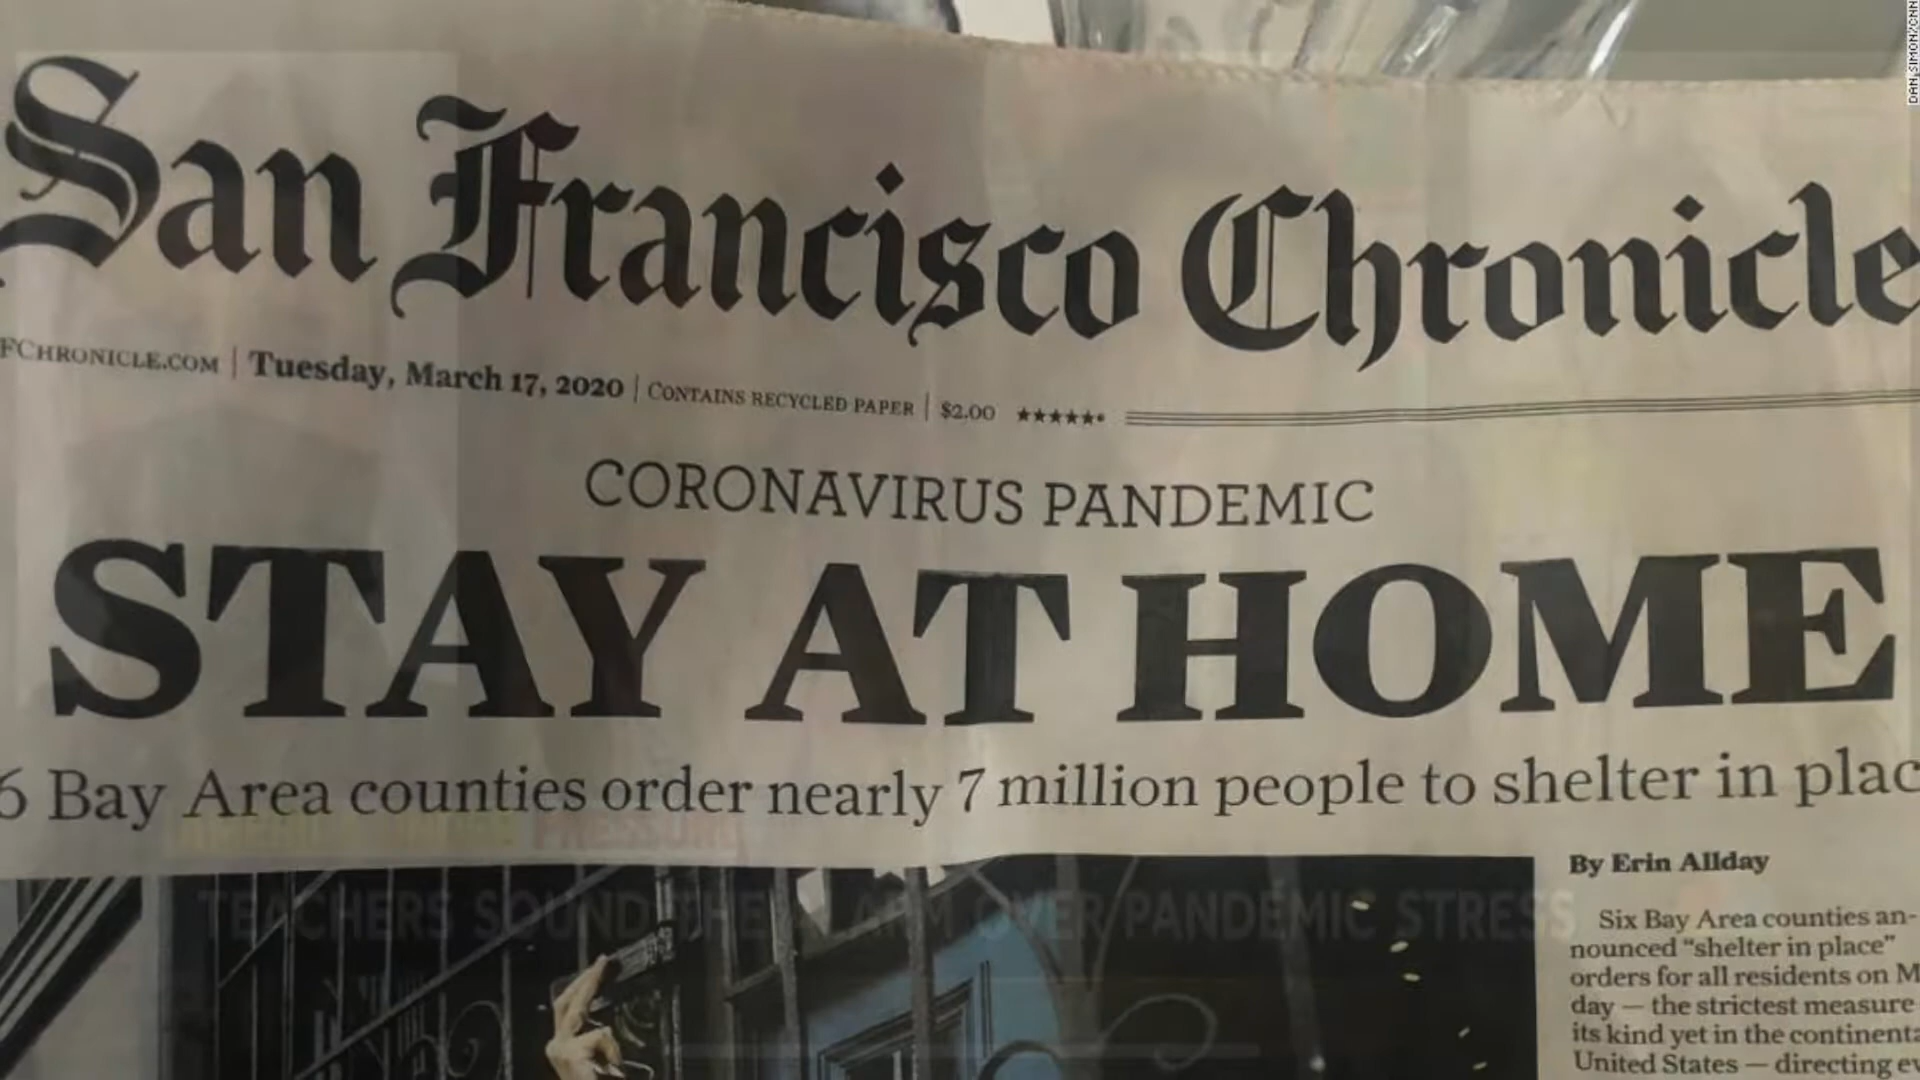 San Francisco Chronicle
FCHRONICLE.COM | Tuesday, March 17, 2020 | CONTAINS RECYCLED PAPER | $2.00 ★★★★★•
CORONAVIRUS PANDEMIC
STAY AT HOME
6 Bay Area counties order nearly 7 million people to shelter in plac
PRESSURE
TEACHERS SOUND THE ALARM OVER PANDEMIC STRESS
By Erin Allday
Six Bay Area counties an-
nounced “shelter in place”
orders for all residents on M
day — the strictest measure
its kind yet in the continenta
United States — directing ev
DAN SIMON/CNN